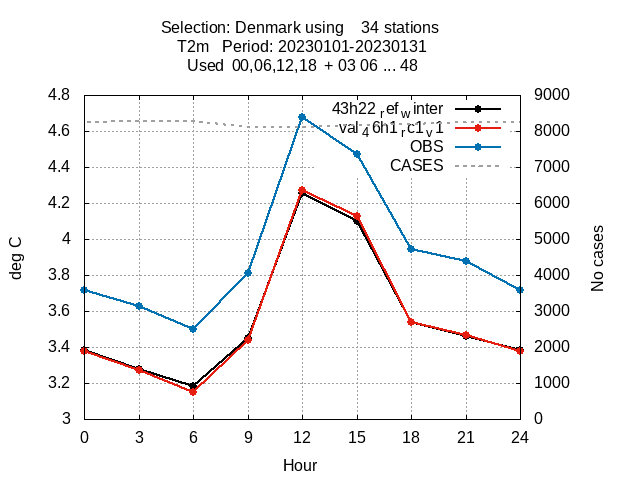 Selection: Denmark using    34 stations
T2m   Period: 20230101-20230131
Used  00,06,12,18  + 03 06 ... 48
4.8
4.6
4.4
4.2
4
3.8
3.6
3.4
3.2
3
9000
8000
7000
6000
5000
4000
3000
2000
1000
0
43h22_ref_winter
val_46h1_rc1_v1
OBS
CASES
deg C
No cases
0 3 6 9 12 15 18 21 24
Hour